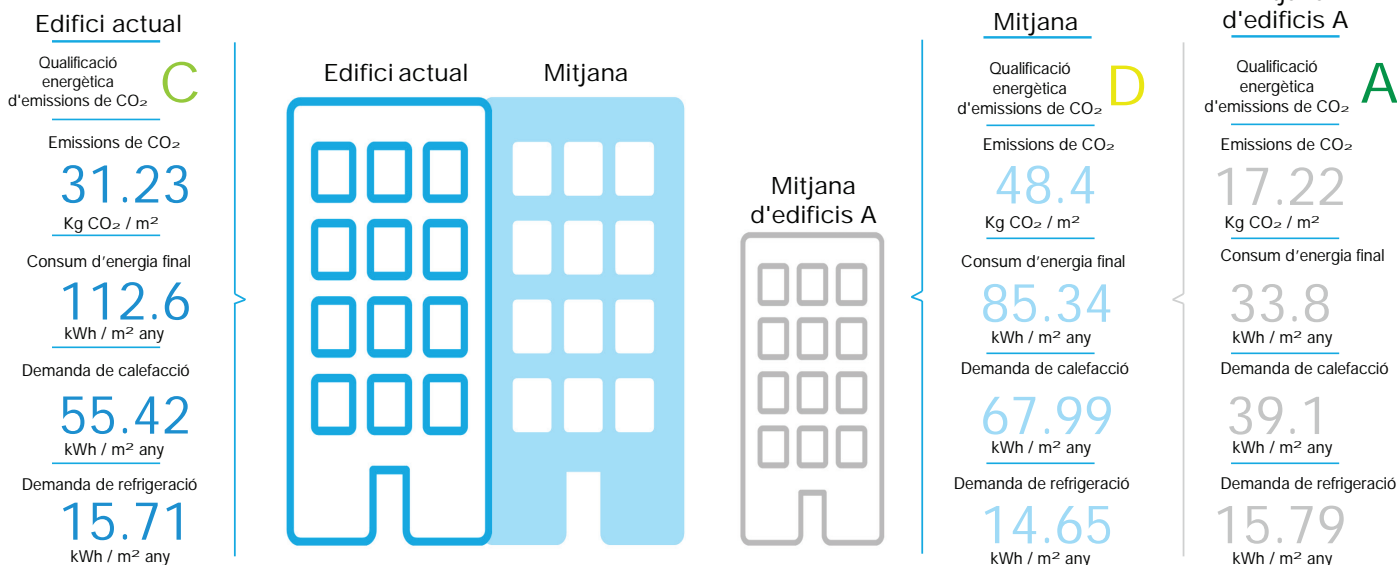 Edifici actual
Qualificació
energètica
d'emissions de CO₂
C
Emissions de CO₂
31.23
Kg CO₂ / m²
Consum d'energia final
112.6
kWh / m² any
Demanda de calefacció
55.42
kWh / m² any
Demanda de refrigeració
15.71
kWh / m² any
Edifici actual
Mitjana
Mitjana
d'edificis A
Mitjana
Qualificació
energètica
d'emissions de CO₂
D
Emissions de CO₂
48.4
Kg CO₂ / m²
Consum d'energia final
85.34
kWh / m² any
Demanda de calefacció
67.99
kWh / m² any
Demanda de refrigeració
14.65
kWh / m² any
d'edificis A
Qualificació
energètica
d'emissions de CO₂
A
Emissions de CO₂
17.22
Kg CO₂ / m²
Consum d'energia final
33.8
kWh / m² any
Demanda de calefacció
39.1
kWh / m² any
Demanda de refrigeració
15.79
kWh / m² any